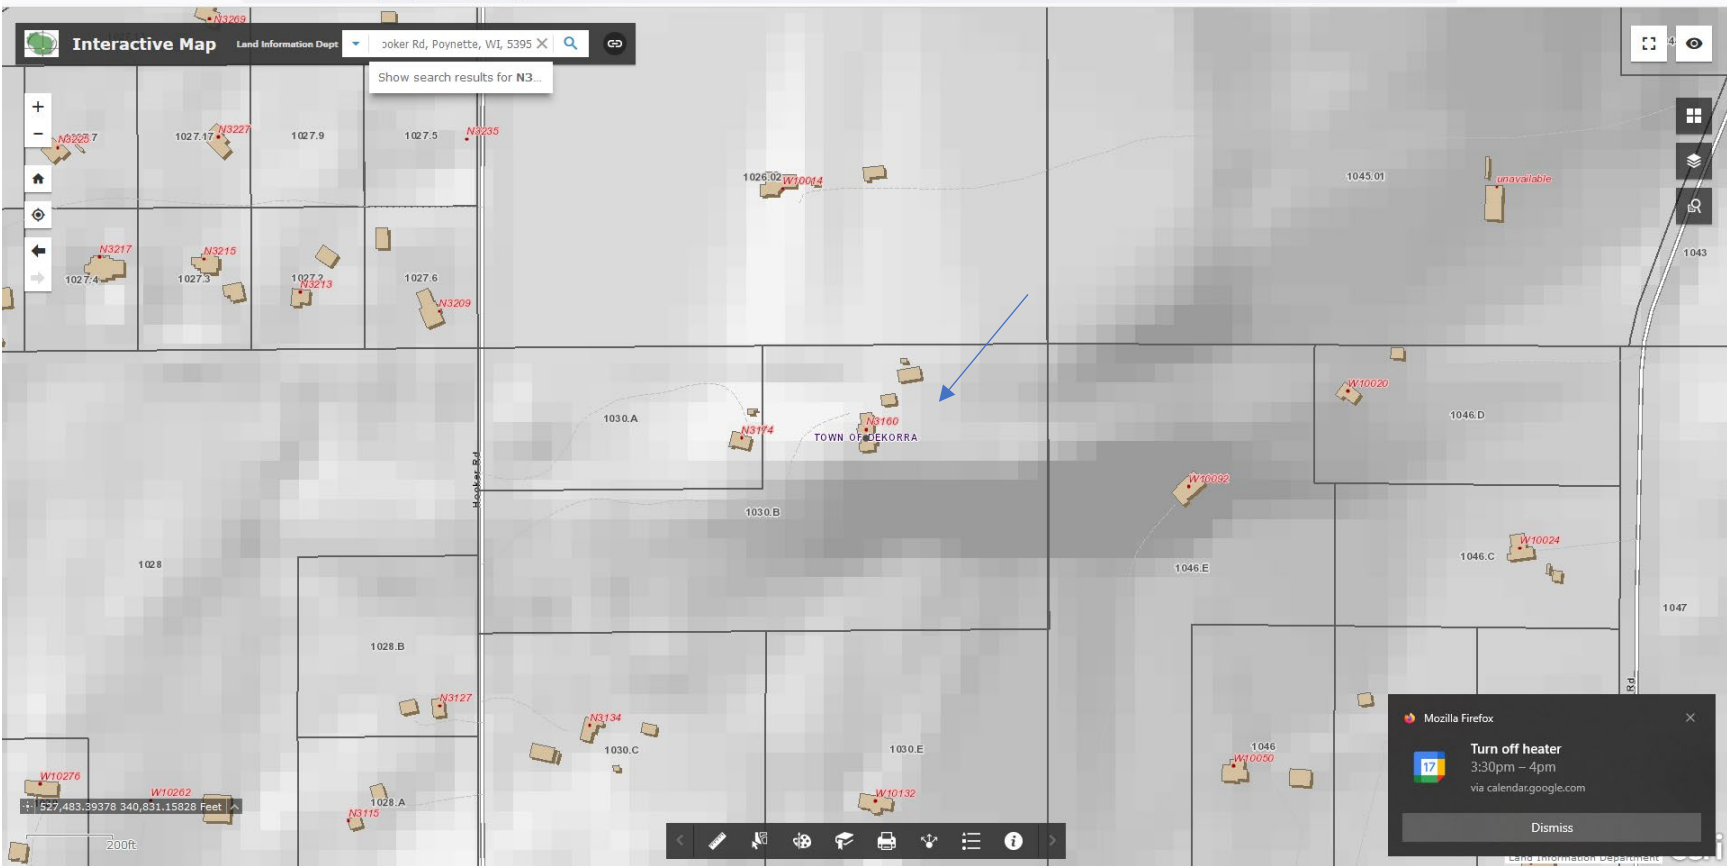 N3269
Interactive Map
Land Information Dept
ooker Rd, Poynette, WI, 5395
Show search results for N3...
N3225
1027.17
N3227
1027.9
1027.5
N3235
1026.02
W10014
1045.01
unavailable
1043
N3217
1027.4
N3215
1027.3
1027.2
N3213
1027.6
N3209
1030.A
N3174
N3160
TOWN OF DEKORRA
W10020
1046.D
Hooker Rd
W10092
1030.B
1028
1046.E
W10024
1046.C
1047
1028.B
N3127
N3134
1030.C
1030.E
1046
W10050
Rd
W10276
W10262
1028.A
N3115
W10132
527,483.39378 340,831.15828 Feet
200ft
Mozilla Firefox
Turn off heater
17
3:30pm – 4pm
via calendar.google.com
Dismiss
Land Information Department